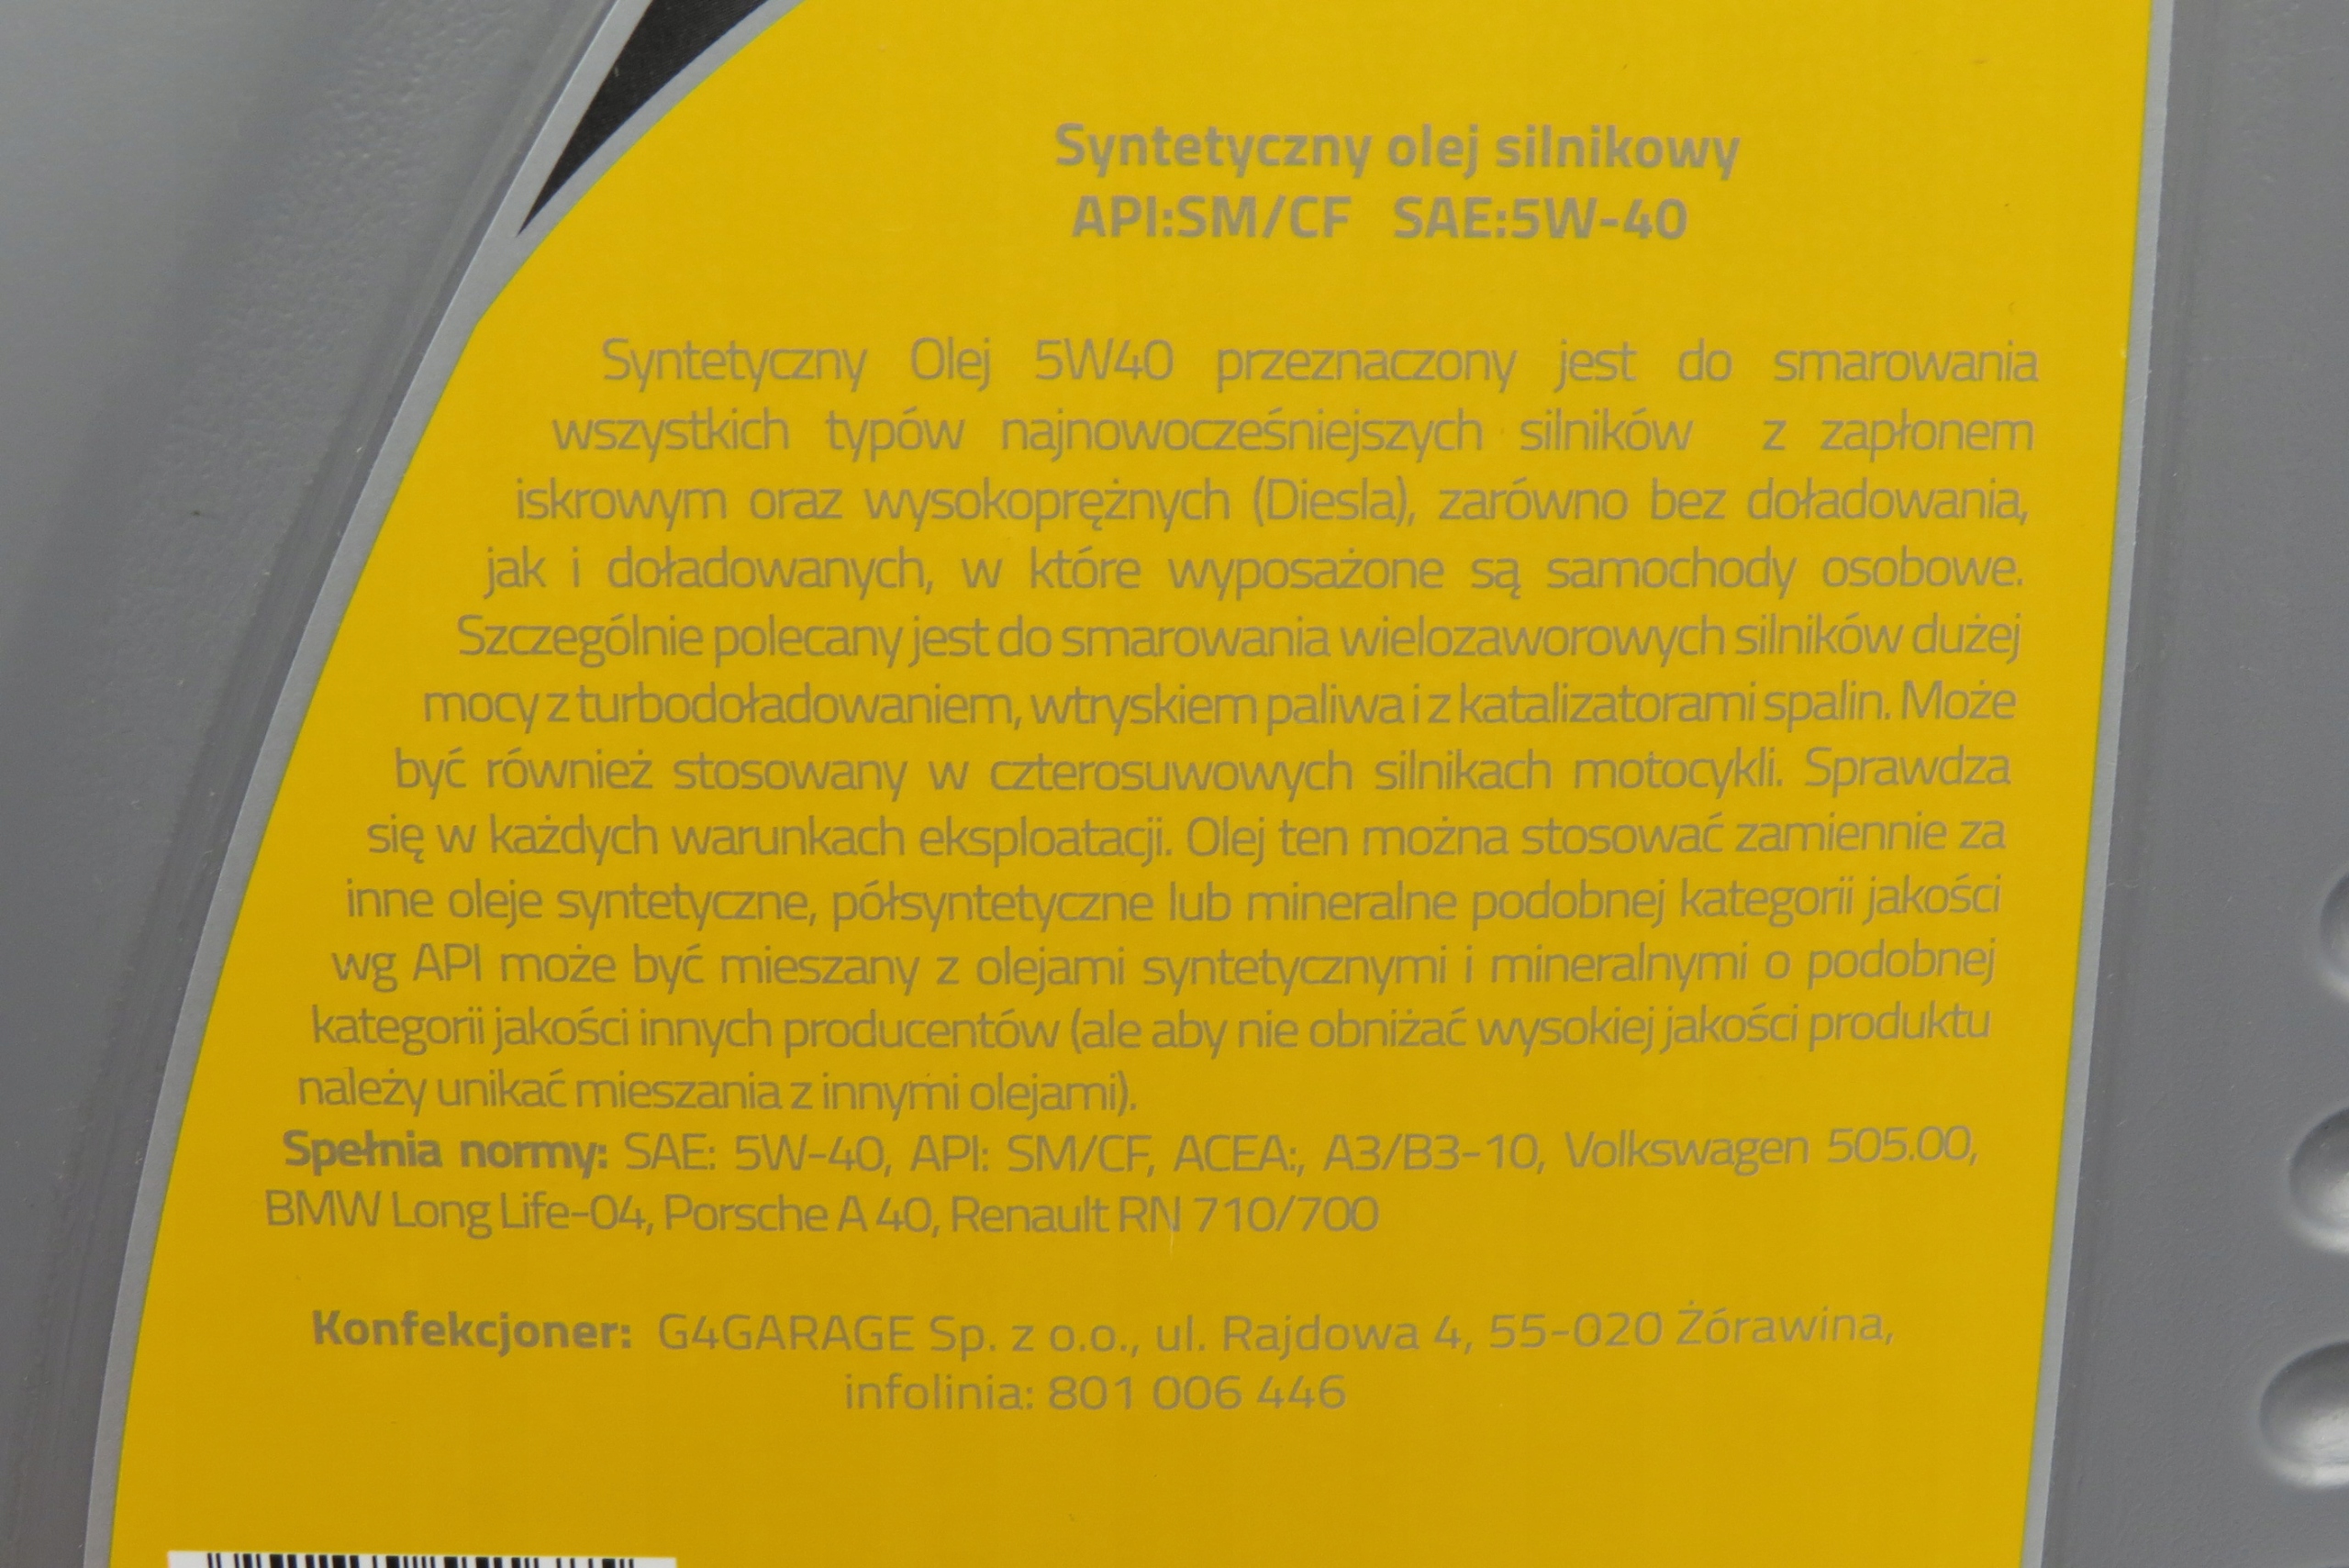 Syntetyczny olej silnikowy
API:SM/CF SAE:5W-40
Syntetyczny Olej 5W40 przeznaczony jest do smarowania
wszystkich typów najnowocześniejszych silników z zapłonem
iskrowym oraz wysokoprężnych (Diesla), zarówno bez doładowania,
jak i doładowanych, w które wyposażone są samochody osobowe.
Szczególnie polecany jest do smarowania wielozaworowych silników dużej
mocy z turbodoładowaniem, wtryskiem paliwa i z katalizatorami spalin. Może
być również stosowany w czterosuwowych silnikach motocykli. Sprawdza
się w każdych warunkach eksploatacji. Olej ten można stosować zamiennie za
inne oleje syntetyczne, półsyntetyczne lub mineralne podobnej kategorii jakości
wg API może być mieszany z olejami syntetycznymi i mineralnymi o podobnej
kategorii jakości innych producentów (ale aby nie obniżać wysokiej jakości produktu
należy unikać mieszania z innymi olejami).
Spełnia normy: SAE: 5W-40, API: SM/CF, ACEA:, A3/B3-10, Volkswagen 505.00,
BMW Long Life-04, Porsche A 40, Renault RN 710/700
Konfekcjoner: G4GARAGE Sp. z o.o., ul. Rajdowa 4, 55-020 Żórawina,
infolinia: 801 006 446